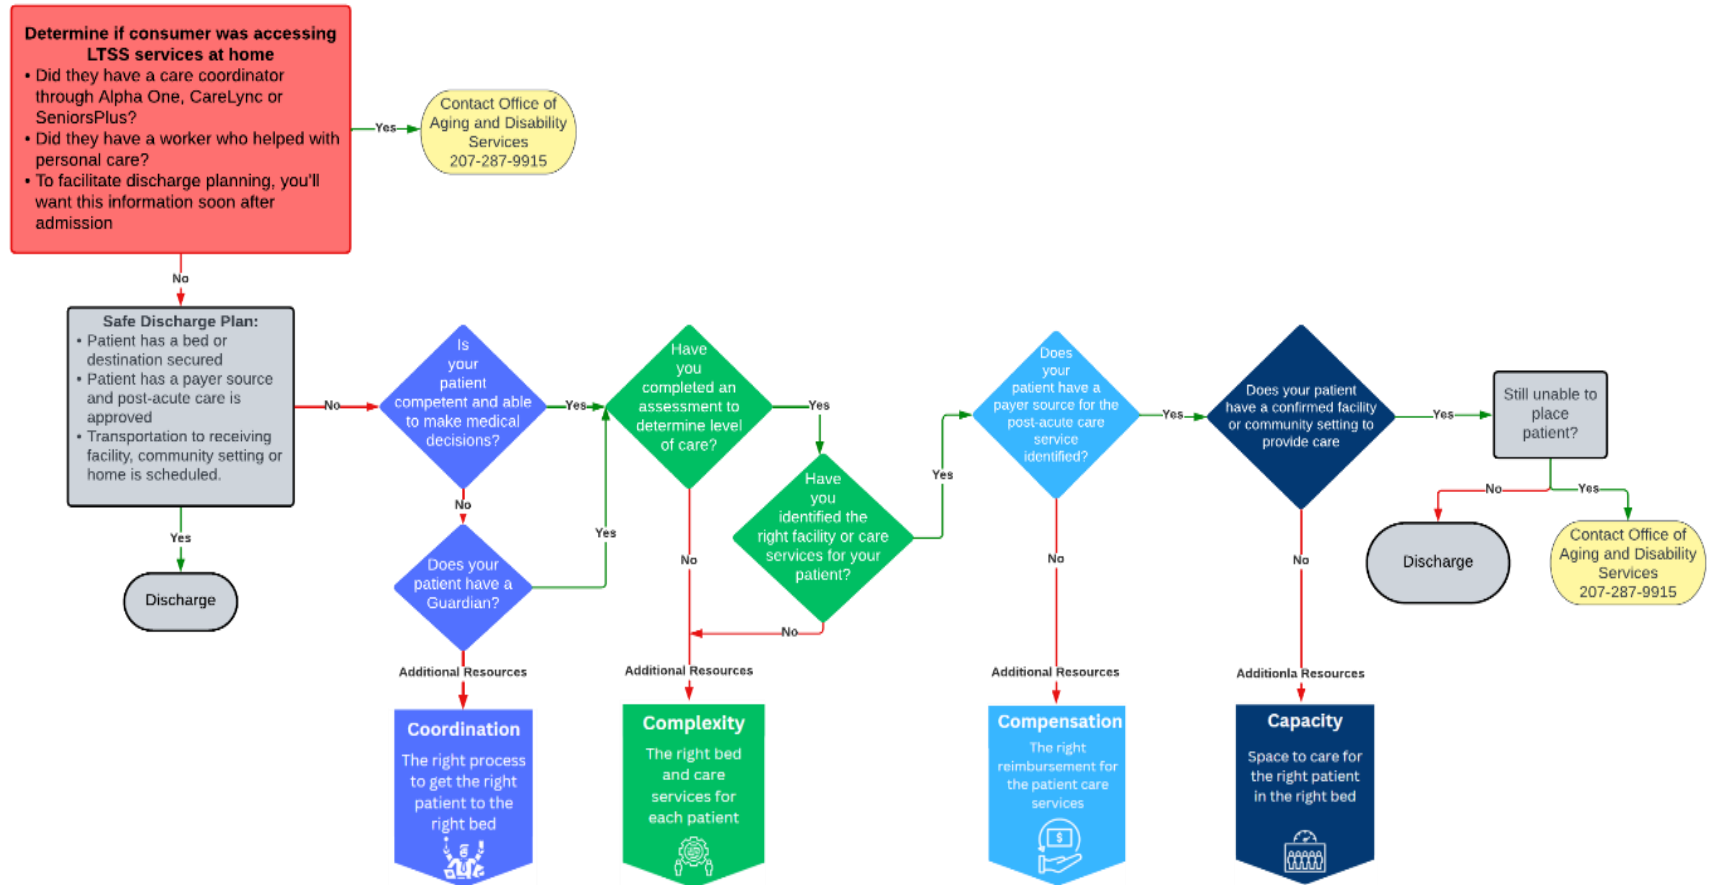 Determine if consumer was accessing
LTSS services at home
• Did they have a care coordinator
through Alpha One, CareLync or
SeniorsPlus?
• Did they have a worker who helped with
personal care?
• To facilitate discharge planning, you'll
want this information soon after
admission
Yes
Contact Office of
Aging and Disability
Services
207-287-9915
No
Safe Discharge Plan:
• Patient has a bed or
destination secured
• Patient has a payer source
and post-acute care is
approved
• Transportation to receiving
facility, community setting or
home is scheduled.
Yes
Discharge
No
Is
your
patient
competent and able
to make medical
decisions?
Yes
No
Does your
patient have a
Guardian?
Yes
Additional Resources
Coordination
The right process
to get the right
patient to the
right bed
Have
you
completed an
assessment to
determine level
of care?
Yes
No
Have
you
identified the
right facility or care
services for your
patient?
No
Yes
Additional Resources
Complexity
The right bed
and care
services for
each patient
Does
your
patient have a
payer source for the
post-acute care
service
identified?
Yes
No
Additional Resources
Compensation
The right
reimbursement for
the patient care
services
$
Does your patient
have a confirmed facility
or community setting to
provide care
Yes
No
Additionla Resources
Capacity
Space to care for
the right patient
in the right bed
Still unable to
place
patient?
No
Yes
Discharge
Contact Office of
Aging and Disability
Services
207-287-9915